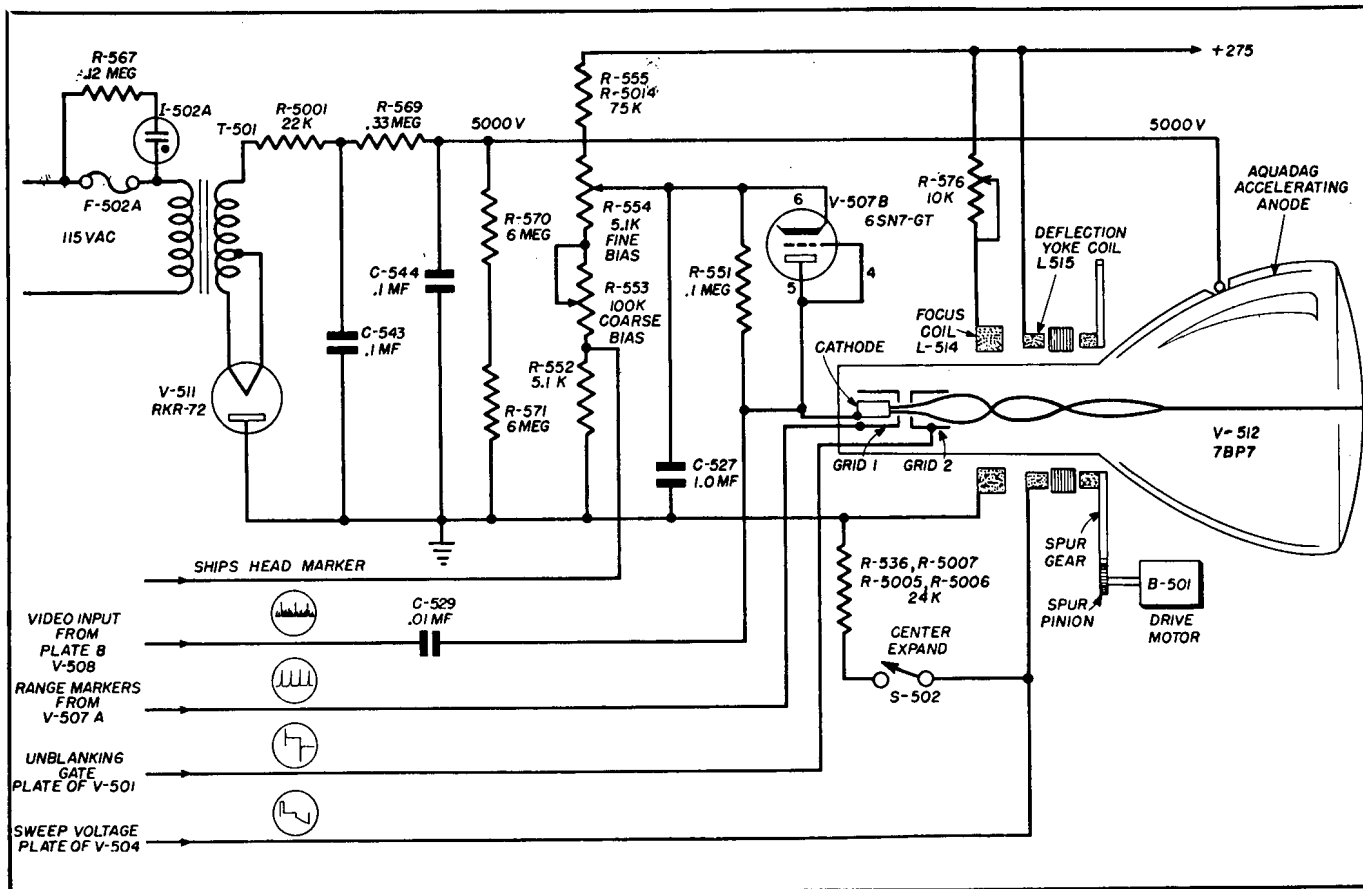 R-567
.12 MEG
I-502A
F-502A
115 VAC
T-501
R-5001
22 K
R-569
.33 MEG
5000 V
V-511
RKR-72
C-543
.1 MF
C-544
.1 MF
R-570
6 MEG
R-571
6 MEG
R-555
R-5014
75 K
R-554
5.1K
FINE
BIAS
R-553
100K
COARSE
BIAS
R-552
5.1 K
R-551
.1 MEG
C-527
1.0 MF
6
V-507B
6SN7-GT
4
5
+275
5000 V
R-576
10K
AQUADAG
ACCELERATING
ANODE
DEFLECTION
YOKE COIL
L515
FOCUS
COIL
L-514
CATHODE
GRID 1
GRID 2
V-512
7BP7
SPUR
GEAR
SPUR
PINION
B-501
DRIVE
MOTOR
R-536, R-5007
R-5005, R-5006
24 K
CENTER
EXPAND
S-502
SHIPS HEAD MARKER
VIDEO INPUT
FROM
PLATE B
V-508
C-529
.01 MF
RANGE MARKERS
FROM
V-507 A
UNBLANKING
GATE
PLATE OF V-501
SWEEP VOLTAGE
PLATE OF V-504